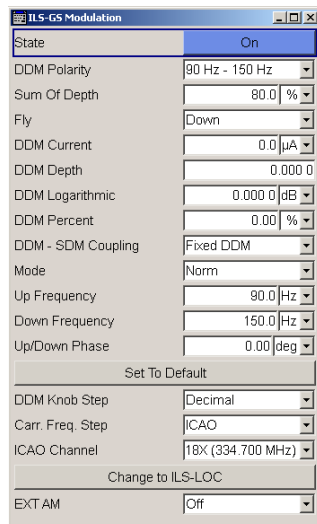 ILS-GS Modulation
State On
DDM Polarity 90 Hz - 150 Hz
Sum Of Depth 80.0 %
Fly Down
DDM Current 0.0 µA
DDM Depth 0.000 0
DDM Logarithmic 0.000 0 dB
DDM Percent 0.00 %
DDM - SDM Coupling Fixed DDM
Mode Norm
Up Frequency 90.0 Hz
Down Frequency 150.0 Hz
Up/Down Phase 0.00 deg
Set To Default
DDM Knob Step Decimal
Carr. Freq. Step ICAO
ICAO Channel 18X (334.700 MHz)
Change to ILS-LOC
EXT AM Off